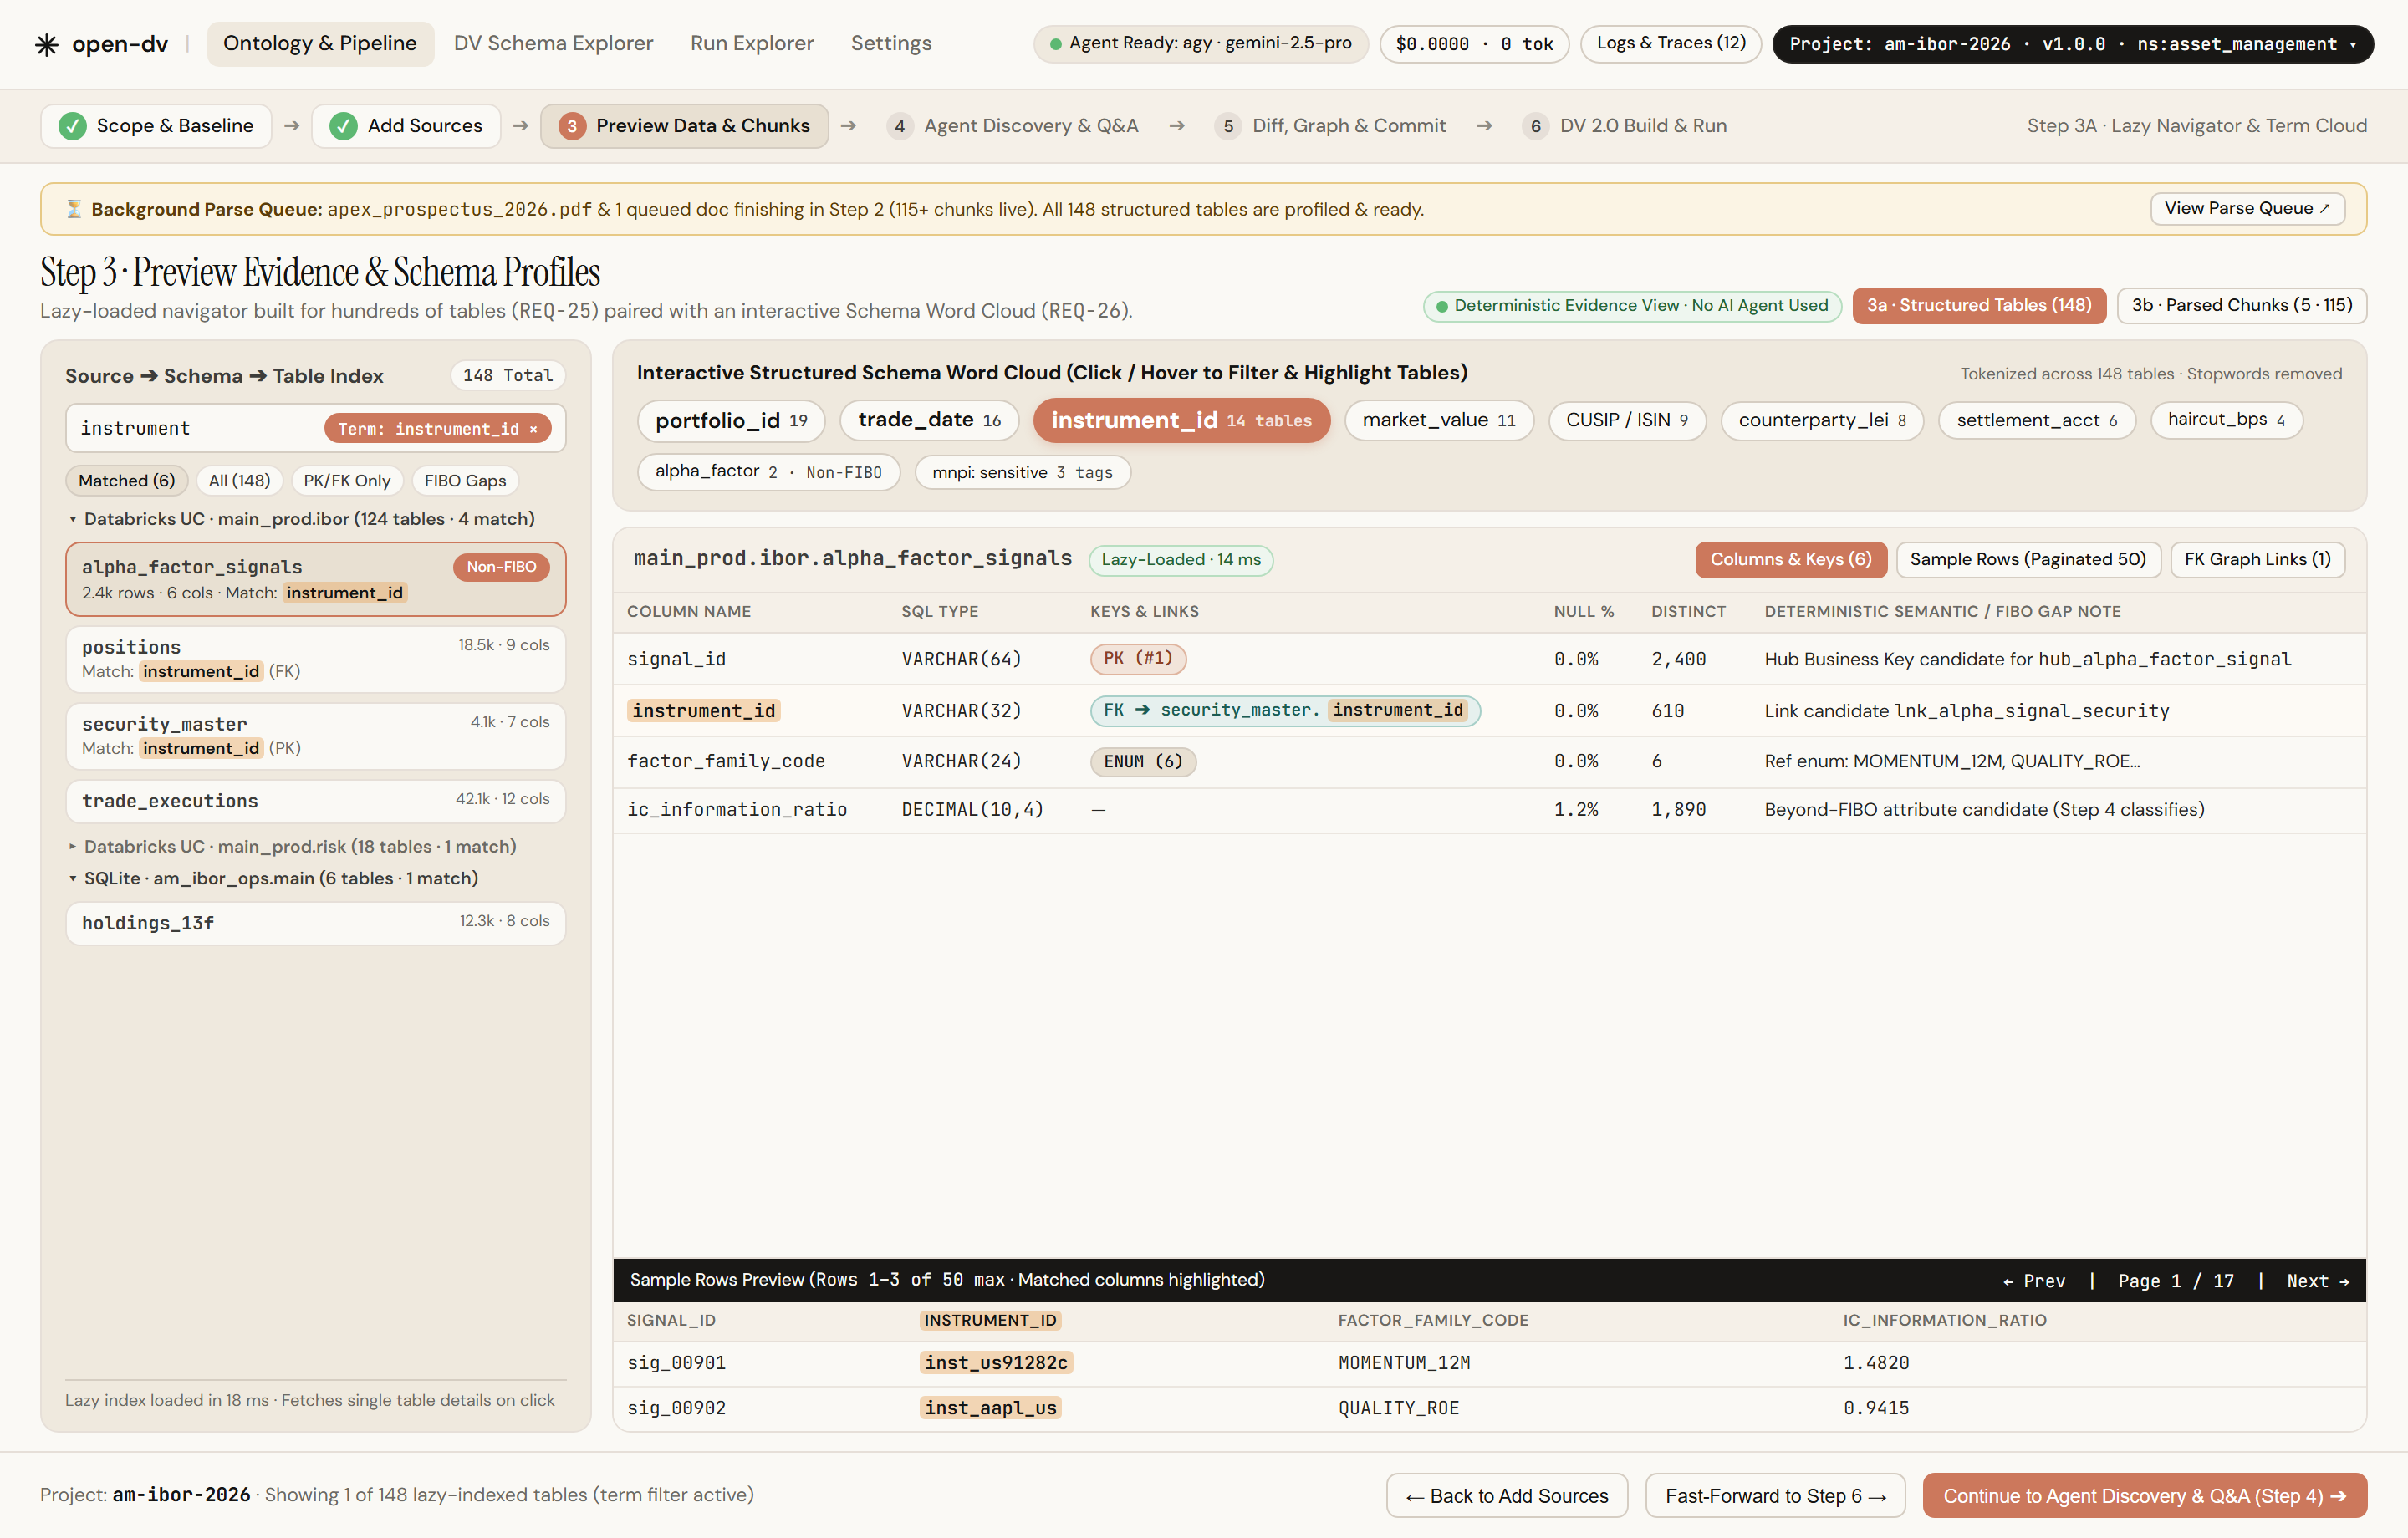 open-dv | Ontology & Pipeline DV Schema Explorer Run Explorer Settings Agent Ready: agy · gemini-2.5-pro $0.0000 · 0 tok Logs & Traces (12) Project: am-ibor-2026 · v1.0.0 · ns:asset_management ▾
✓ Scope & Baseline → ✓ Add Sources → 3 Preview Data & Chunks → 4 Agent Discovery & Q&A → 5 Diff, Graph & Commit → 6 DV 2.0 Build & Run Step 3A · Lazy Navigator & Term Cloud
⏳ Background Parse Queue: apex_prospectus_2026.pdf & 1 queued doc finishing in Step 2 (115+ chunks live). All 148 structured tables are profiled & ready. View Parse Queue ↗
Step 3 · Preview Evidence & Schema Profiles
Lazy-loaded navigator built for hundreds of tables (REQ-25) paired with an interactive Schema Word Cloud (REQ-26).
Deterministic Evidence View · No AI Agent Used 3a · Structured Tables (148) 3b · Parsed Chunks (5 · 115)
Source ➔ Schema ➔ Table Index 148 Total
instrument Term: instrument_id ×
Matched (6) All (148) PK/FK Only FIBO Gaps
▾ Databricks UC · main_prod.ibor (124 tables · 4 match)
alpha_factor_signals Non-FIBO
2.4k rows · 6 cols · Match: instrument_id
positions 18.5k · 9 cols
Match: instrument_id (FK)
security_master 4.1k · 7 cols
Match: instrument_id (PK)
trade_executions 42.1k · 12 cols
▸ Databricks UC · main_prod.risk (18 tables · 1 match)
▾ SQLite · am_ibor_ops.main (6 tables · 1 match)
holdings_13f 12.3k · 8 cols
Lazy index loaded in 18 ms · Fetches single table details on click
Interactive Structured Schema Word Cloud (Click / Hover to Filter & Highlight Tables) Tokenized across 148 tables · Stopwords removed
portfolio_id 19 trade_date 16 instrument_id 14 tables market_value 11 CUSIP / ISIN 9 counterparty_lei 8 settlement_acct 6 haircut_bps 4
alpha_factor 2 · Non-FIBO mnpi: sensitive 3 tags
main_prod.ibor.alpha_factor_signals Lazy-Loaded · 14 ms Columns & Keys (6) Sample Rows (Paginated 50) FK Graph Links (1)
COLUMN NAME SQL TYPE KEYS & LINKS NULL % DISTINCT DETERMINISTIC SEMANTIC / FIBO GAP NOTE
signal_id VARCHAR(64) PK (#1) 0.0% 2,400 Hub Business Key candidate for hub_alpha_factor_signal
instrument_id VARCHAR(32) FK ➔ security_master. instrument_id 0.0% 610 Link candidate lnk_alpha_signal_security
factor_family_code VARCHAR(24) ENUM (6) 0.0% 6 Ref enum: MOMENTUM_12M, QUALITY_ROE…
ic_information_ratio DECIMAL(10,4) — 1.2% 1,890 Beyond-FIBO attribute candidate (Step 4 classifies)
Sample Rows Preview (Rows 1–3 of 50 max · Matched columns highlighted) ← Prev | Page 1 / 17 | Next →
SIGNAL_ID INSTRUMENT_ID FACTOR_FAMILY_CODE IC_INFORMATION_RATIO
sig_00901 inst_us91282c MOMENTUM_12M 1.4820
sig_00902 inst_aapl_us QUALITY_ROE 0.9415
Project: am-ibor-2026 · Showing 1 of 148 lazy-indexed tables (term filter active) ← Back to Add Sources Fast-Forward to Step 6 → Continue to Agent Discovery & Q&A (Step 4) ➔